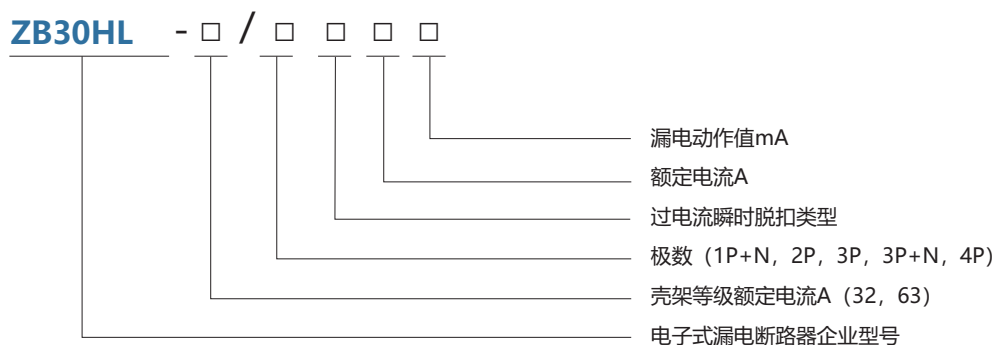 ZB30HL - □ / □ □ □ □
漏电动作值mA
额定电流A
过电流瞬时脱扣类型
极数（1P+N，2P，3P，3P+N，4P）
壳架等级额定电流A（32，63）
电子式漏电断路器企业型号